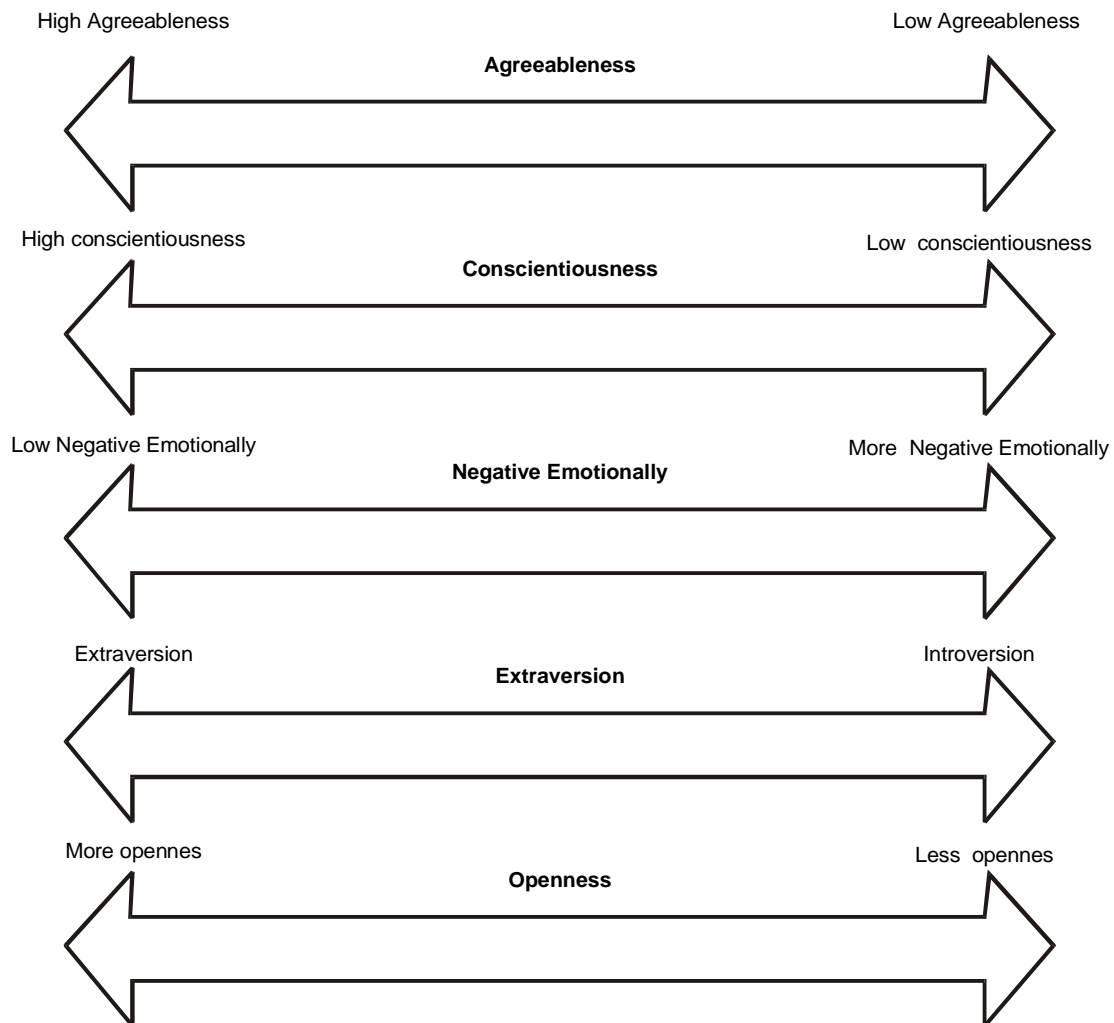 High Agreeableness
Low Agreeableness
Agreeableness
High conscientiousness
Low conscientiousness
Conscientiousness
Low Negative Emotionally
More Negative Emotionally
Negative Emotionally
Extraversion
Introversion
Extraversion
More opennes
Less opennes
Openness